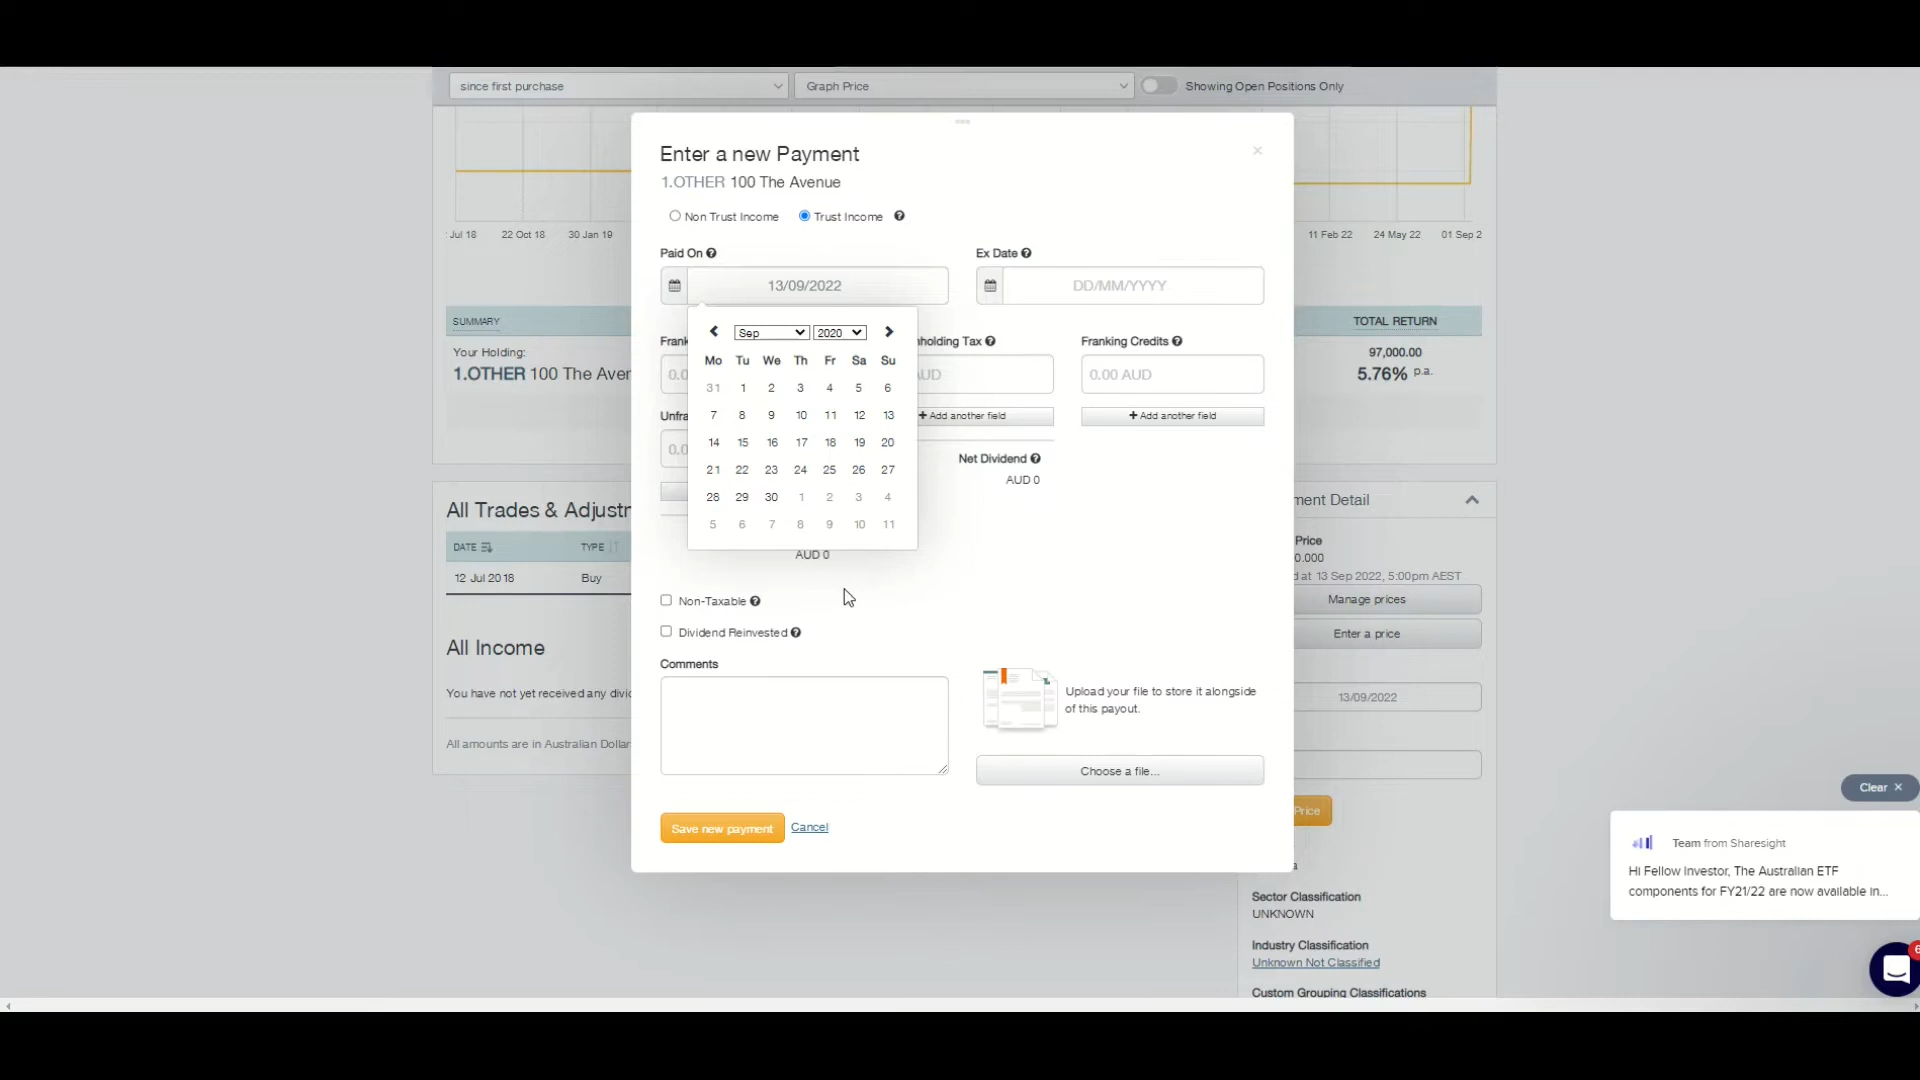 since first purchase
Graph Price
Showing Open Positions Only
Jul 18
22 Oct 18
30 Jan 19
11 Feb 22
24 May 22
01 Sep 2
Enter a new Payment
×
1.OTHER 100 The Avenue
Non Trust Income
Trust Income
Paid On
Ex Date
13/09/2022
DD/MM/YYYY
Sep
2020
Mo Tu We Th Fr Sa Su
31 1 2 3 4 5 6
7 8 9 10 11 12 13
14 15 16 17 18 19 20
21 22 23 24 25 26 27
28 29 30 1 2 3 4
5 6 7 8 9 10 11
Frank
hholding Tax
Franking Credits
0.0
AUD
0.00 AUD
Unfra
+ Add another field
+ Add another field
0.0
Net Dividend
AUD 0
AUD 0
Non-Taxable
Dividend Reinvested
Comments
Upload your file to store it alongside
of this payout.
Choose a file...
Save new payment
Cancel
SUMMARY
Your Holding:
1.OTHER 100 The Aven
TOTAL RETURN
97,000.00
5.76% p.a.
All Trades & Adjustm
DATE
TYPE
12 Jul 2018
Buy
All Income
You have not yet received any divid
All amounts are in Australian Dollar
ment Detail
Price
0.000
d at 13 Sep 2022, 5:00pm AEST
Manage prices
Enter a price
13/09/2022
Price
a
Sector Classification
UNKNOWN
Industry Classification
Unknown Not Classified
Custom Grouping Classifications
Clear ×
Team from Sharesight
Hi Fellow Investor, The Australian ETF
components for FY21/22 are now available in...
6